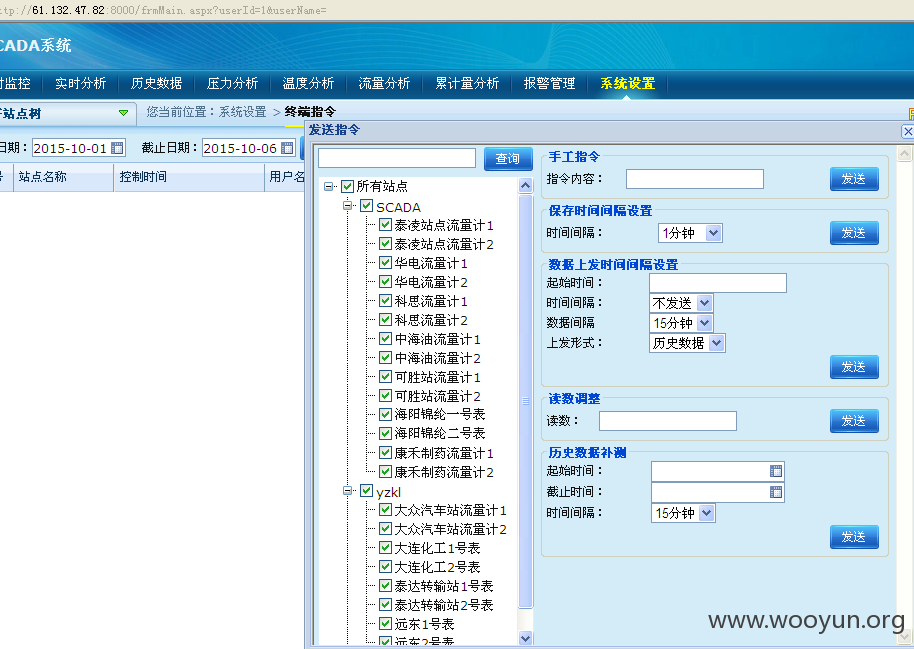 ttp://61.132.47.82:8000/frmMain.aspx?userId=1&userName=
CADA系统
时监控 实时分析 历史数据 压力分析 温度分析 流量分析 累计量分析 报警管理 系统设置
站点树 您当前位置：系统设置 > 终端指令
日期： 2015-10-01 截止日期： 2015-10-06
站点名称 控制时间 用户名
发送指令
查询
所有站点
SCADA
泰凌站点流量计1
泰凌站点流量计2
华电流量计1
华电流量计2
科思流量计1
科思流量计2
中海油流量计1
中海油流量计2
可胜站流量计1
可胜站流量计2
海阳锦纶一号表
海阳锦纶二号表
康禾制药流量计1
康禾制药流量计2
yzkl
大众汽车站流量计1
大众汽车站流量计2
大连化工1号表
大连化工2号表
泰达转输站1号表
泰达转输站2号表
远东1号表
远东2号表
手工指令
指令内容： 发送
保存时间间隔设置
时间间隔： 1分钟 发送
数据上发时间间隔设置
起始时间：
时间间隔： 不发送
数据间隔 15分钟
上发形式： 历史数据
发送
读数调整
读数： 发送
历史数据补测
起始时间：
截止时间：
时间间隔： 15分钟
发送
www.wooyun.org